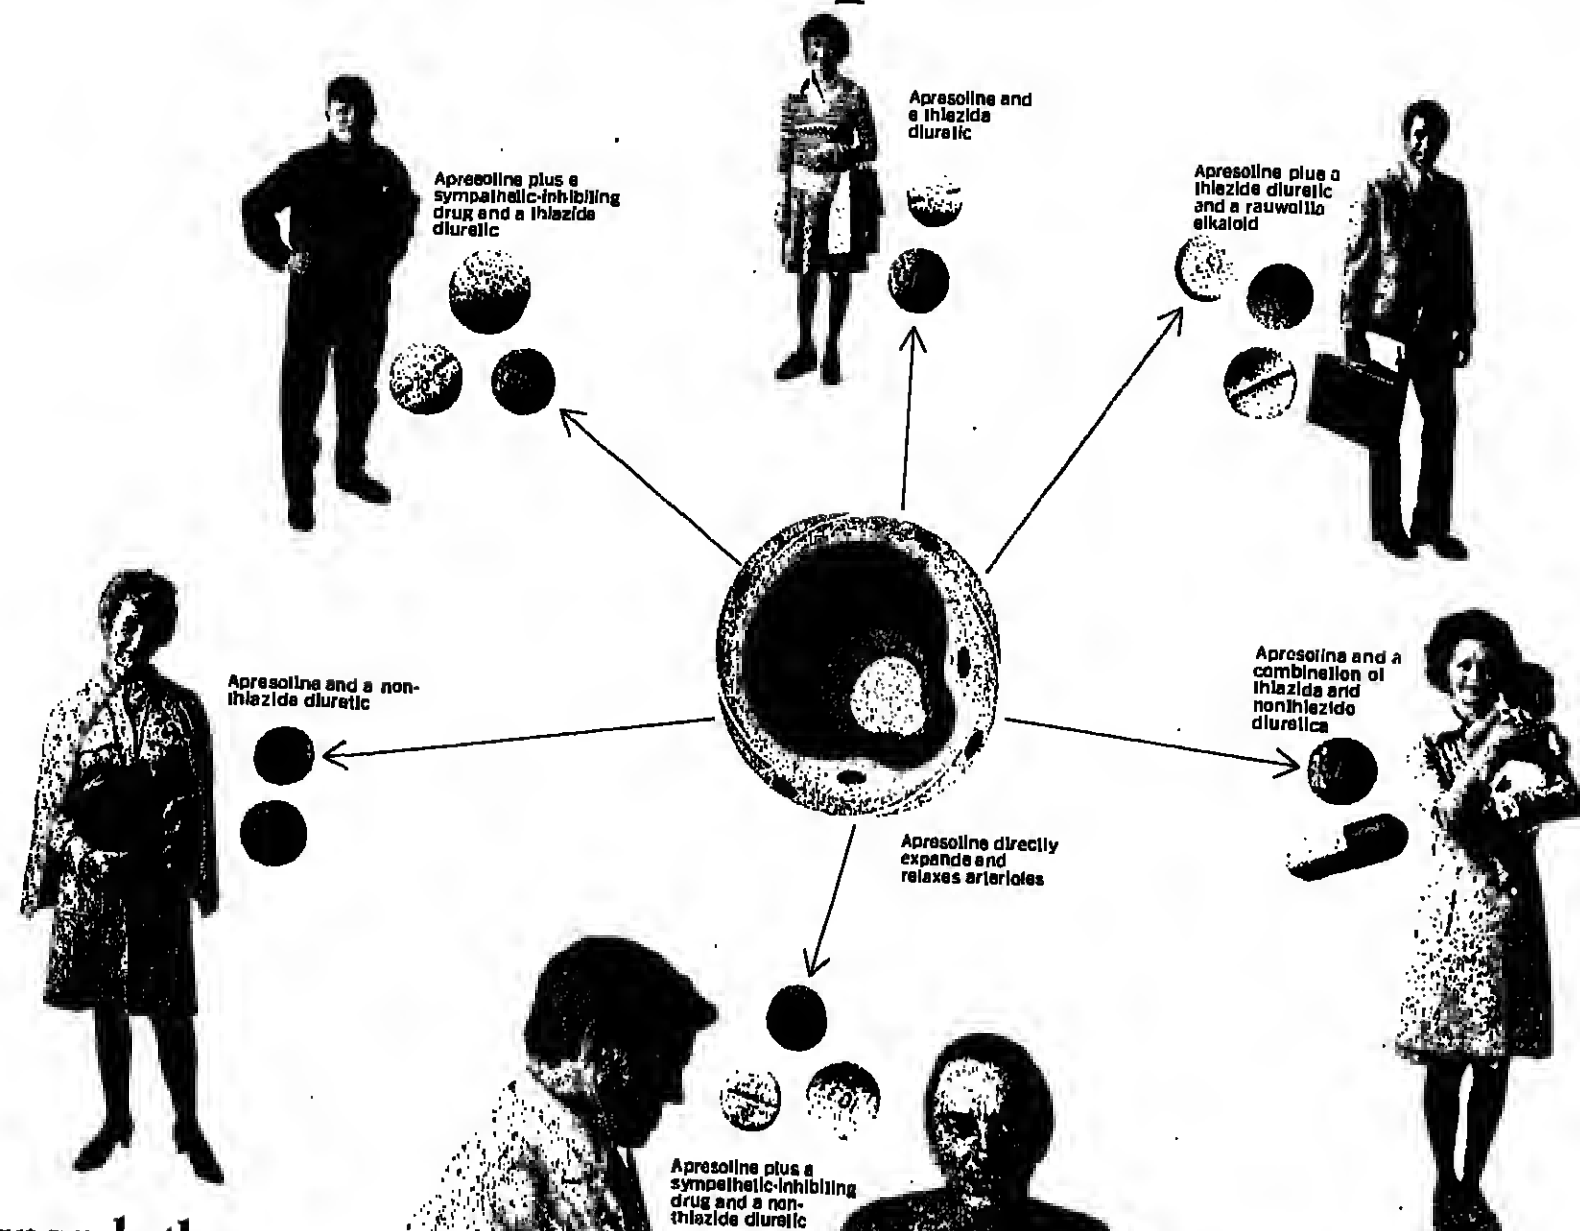 Apresoline and
a thiazide
diuretic
Apresoline plus a
sympathetic-inhibiting
drug and a thiazide
diuretic
Apresoline plus a
thiazide diuretic
and a rauwolfia
alkaloid
Apresoline and a non-
thiazide diuretic
Apresoline and a
combination of
thiazide and
nonthiazide
diuretics
Apresoline directly
expands and
relaxes arterioles
Apresoline plus a
sympathetic-inhibiting
drug and a non-
thiazide diuretic